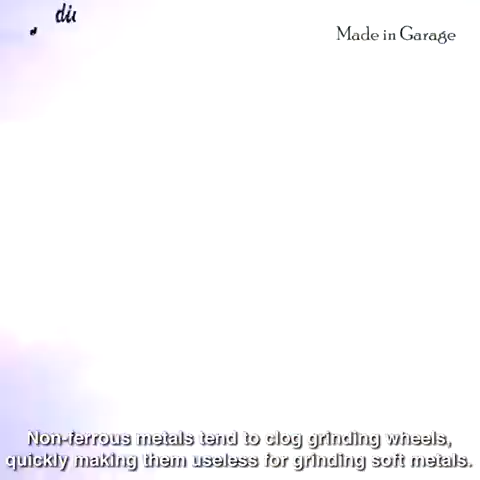 Made in Garage
Non-ferrous metals tend to clog grinding wheels,
quickly making them useless for grinding soft metals.